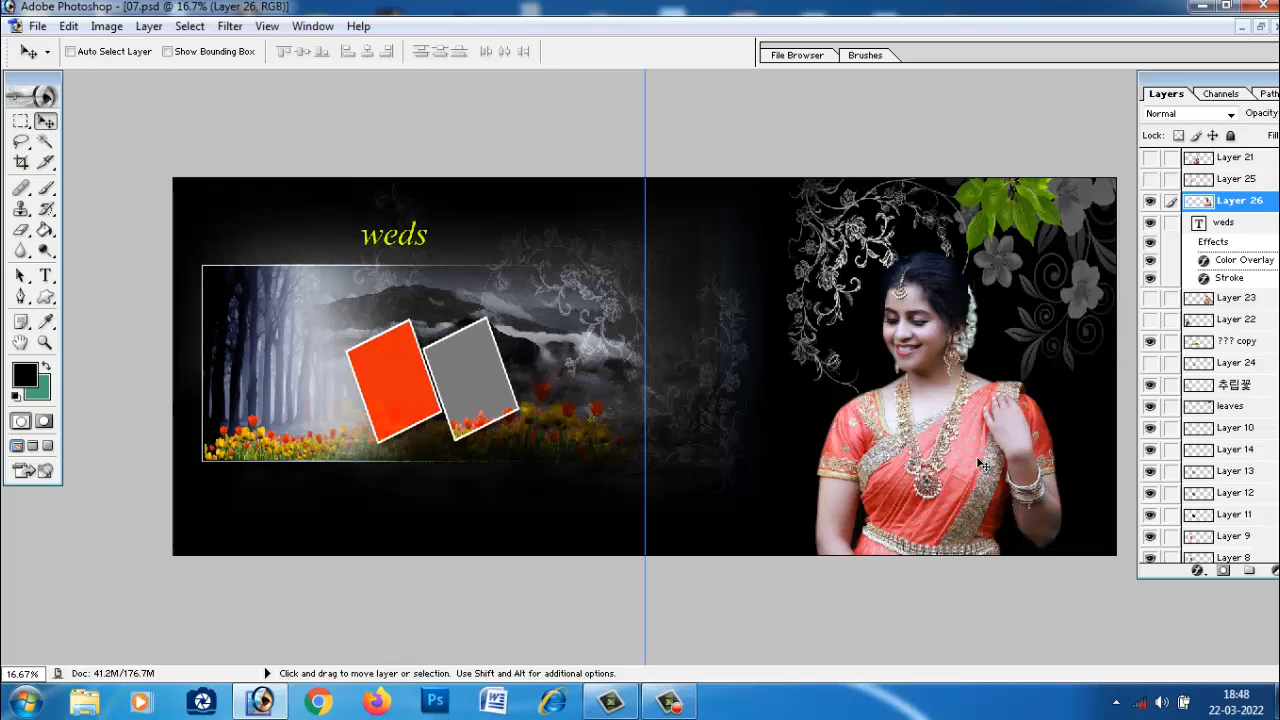 Adobe Photoshop - [07.psd @ 16.7% (Layer 26, RGB)]
File Edit Image Layer Select Filter View Window Help
Auto Select Layer Show Bounding Box File Browser Brushes
Layers Channels Path
Normal Opacity
Lock: Fil
Layer 21
Layer 25
Layer 26
T weds
Effects
Color Overlay
Stroke
Layer 23
Layer 22
??? copy
Layer 24
추립꽃
leaves
Layer 10
Layer 14
Layer 13
Layer 12
Layer 11
Layer 9
Layer 8
weds
16.67% Doc: 41.2M/176.7M Click and drag to move layer or selection. Use Shift and Alt for additional options.
Ps
18:48
22-03-2022